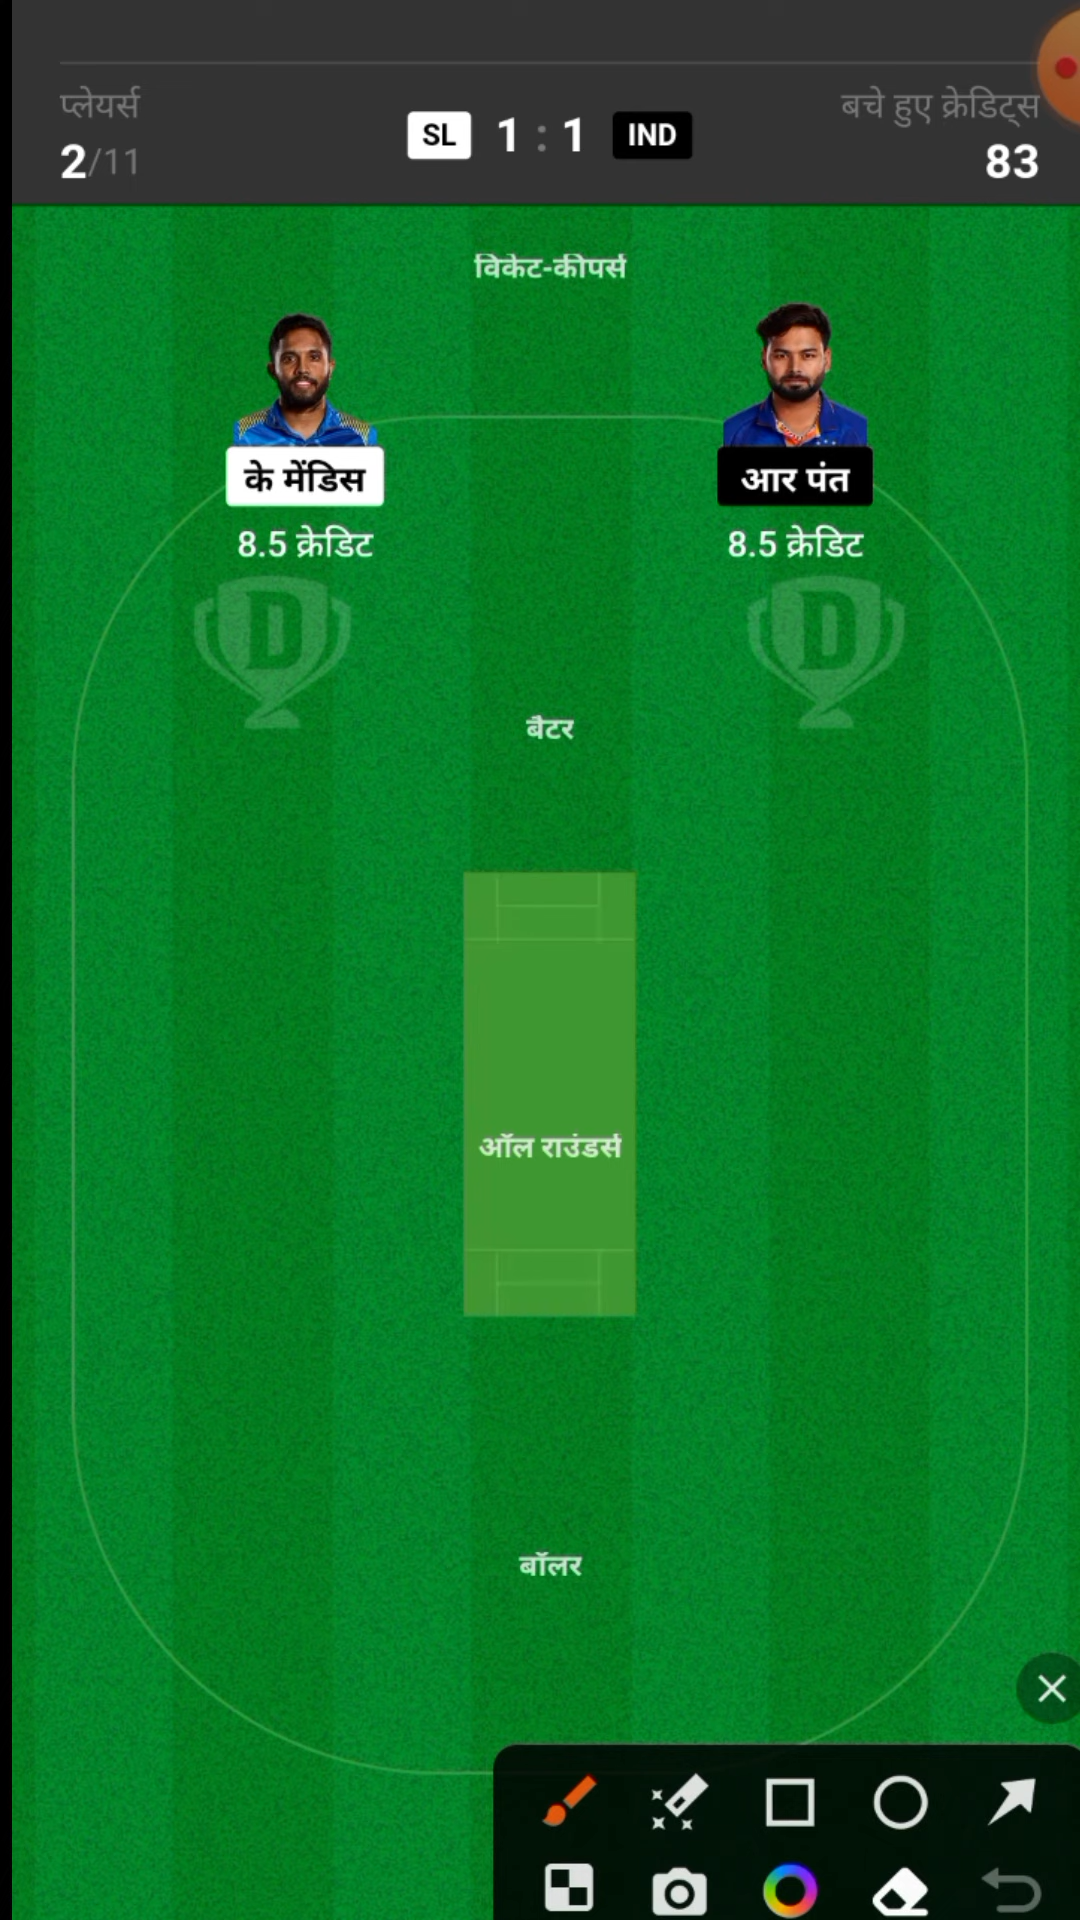 प्लेयर्स
2/11
SL 1 : 1 IND
बचे हुए क्रेडिट्स
83
विकेट-कीपर्स
के मेंडिस
8.5 क्रेडिट
आर पंत
8.5 क्रेडिट
D D
बैटर
ऑल राउंडर्स
बॉलर